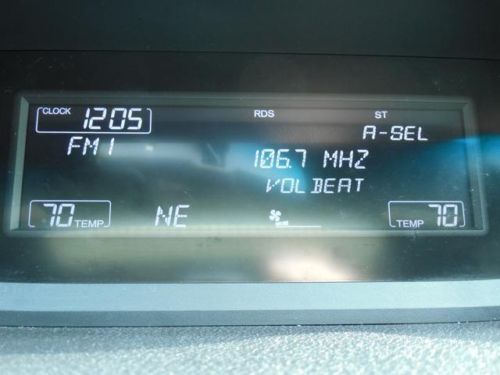 CLOCK 12:05 RDS ST
FM1 A-SEL
106.7 MHZ
VOLBEAT
70 TEMP NE TEMP 70